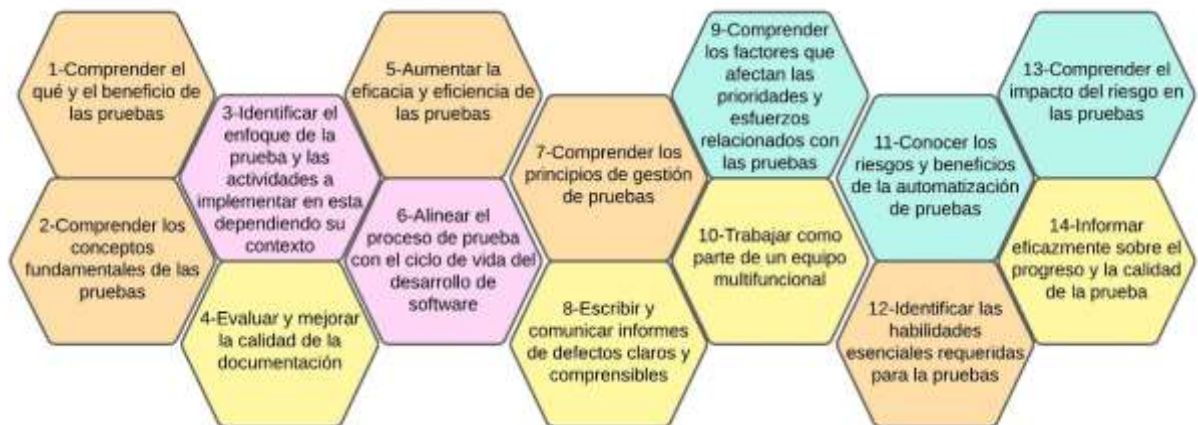 1-Comprender el
qué y el beneficio de
las pruebas
2-Comprender los
conceptos
fundamentales de las
pruebas
3-Identificar el
enfoque de la
prueba y las
actividades a
implementar en esta
dependiendo su
contexto
4-Evaluar y mejorar
la calidad de la
documentación
5-Aumentar la
eficacia y eficiencia de
las pruebas
6-Alinear el
proceso de prueba
con el ciclo de vida del
desarrollo de
software
7-Comprender los
principios de gestión
de pruebas
8-Escribir y
comunicar informes
de defectos claros y
comprensibles
9-Comprender
los factores que
afectan las
prioridades y
esfuerzos
relacionados con
las pruebas
10-Trabajar como
parte de un equipo
multifuncional
11-Conocer los
riesgos y beneficios
de la automatización
de pruebas
12-Identificar las
habilidades
esenciales requeridas
para la pruebas
13-Comprender el
impacto del riesgo en
las pruebas
14-Informar
eficazmente sobre el
progreso y la calidad
de la prueba